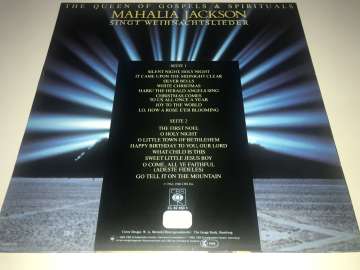 THE QUEEN OF GOSPELS & SPIRITUALS
MAHALIA JACKSON
SINGT WEIHNACHTSLIEDER
SEITE 1
SILENT NIGHT, HOLY NIGHT
IT CAME UPON THE MIDNIGHT CLEAR
SILVER BELLS
WHITE CHRISTMAS
HARK! THE HERALD ANGELS SING
CHRISTMAS COMES
TO US ALL ONCE A YEAR
JOY TO THE WORLD
LO, HOW A ROSE E'ER BLOOMING
SEITE 2
THE FIRST NOEL
O HOLY NIGHT
O LITTLE TOWN OF BETHLEHEM
HAPPY BIRTHDAY TO YOU, OUR LORD
WHAT CHILD IS THIS
SWEET LITTLE JESUS BOY
O COME, ALL YE FAITHFUL
(ADESTE FIDELES)
GO TELL IT ON THE MOUNTAIN
CBS